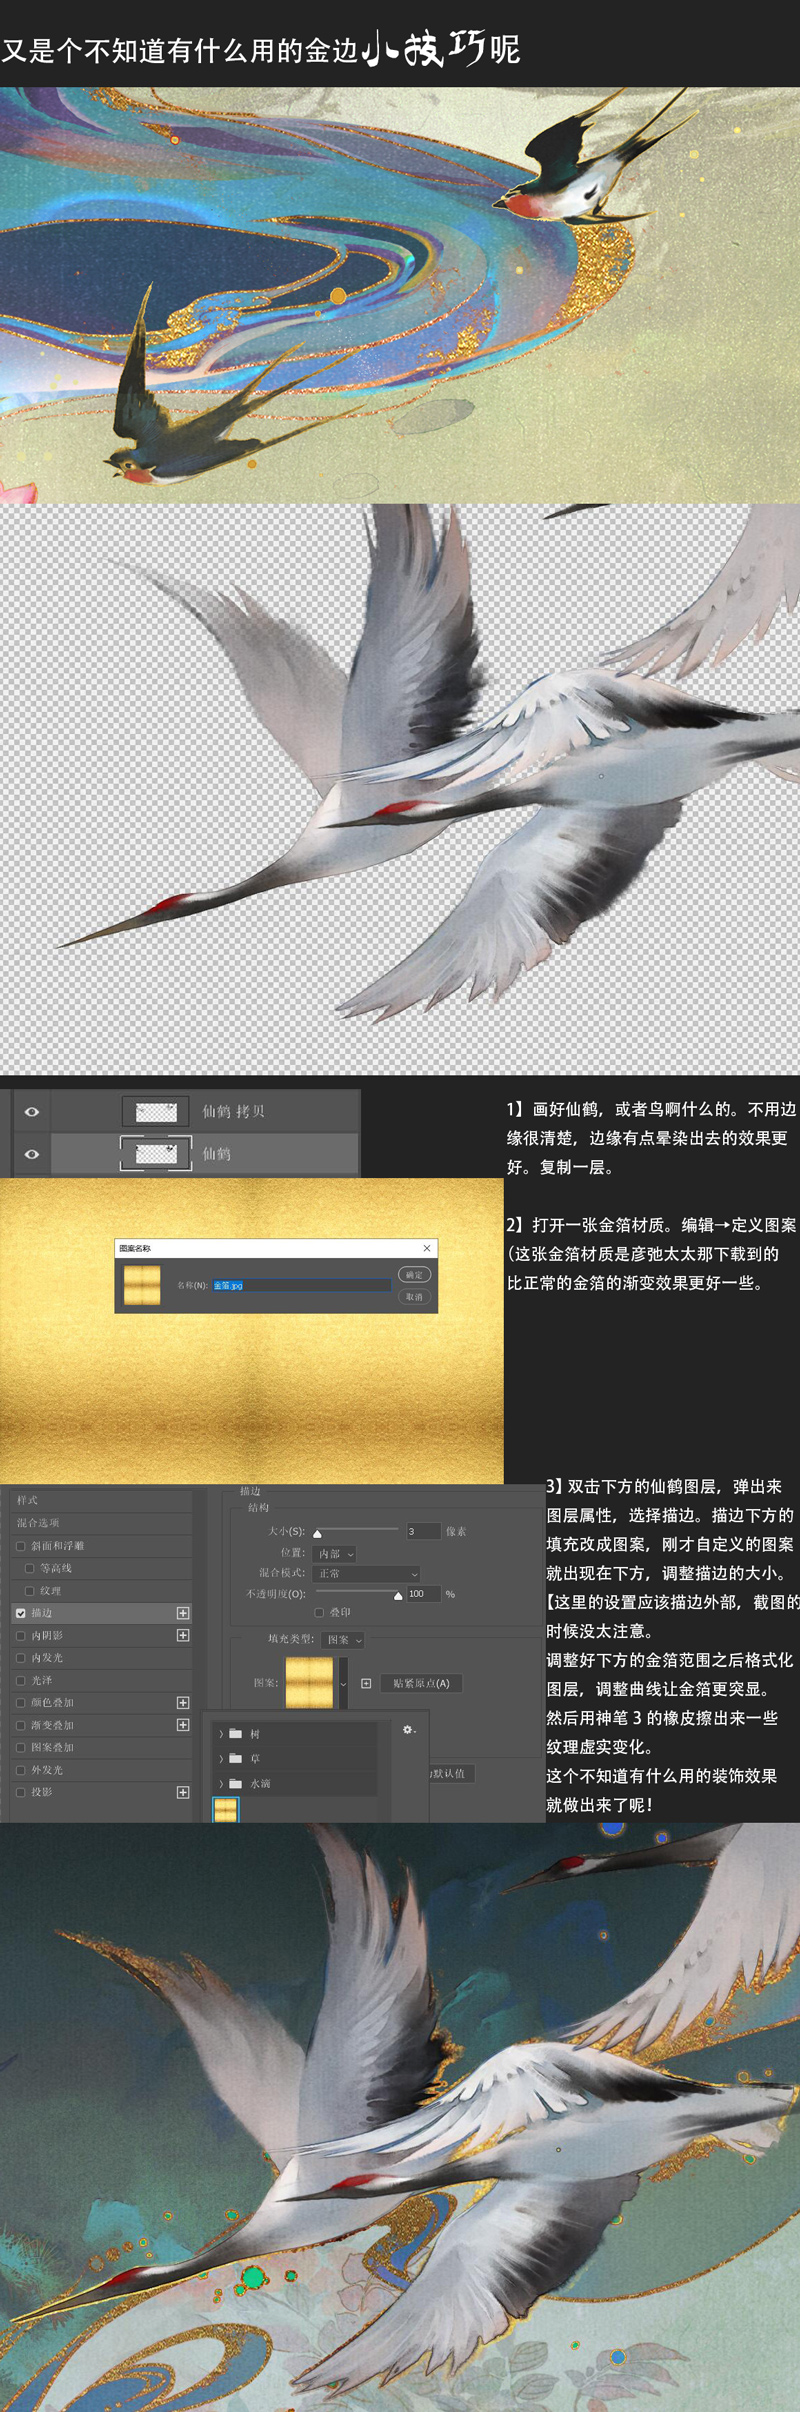 又是个不知道有什么用的金边小技巧呢
仙鹤 拷贝
仙鹤
1】画好仙鹤，或者鸟啊什么的。不用边
缘很清楚，边缘有点晕染出去的效果更
好。复制一层。
2】打开一张金箔材质。编辑→定义图案
（这张金箔材质是彦弛太太那下载到的
比正常的金箔的渐变效果更好一些。
图案名称
名称(N):
金箔.jpg
确定
取消
3】双击下方的仙鹤图层，弹出来
图层属性，选择描边。描边下方的
填充改成图案，刚才自定义的图案
就出现在下方，调整描边的大小。
【这里的设置应该描边外部，截图的
时候没太注意。
调整好下方的金箔范围之后格式化
图层，调整曲线让金箔更突显。
然后用神笔 3 的橡皮擦出来一些
纹理虚实变化。
这个不知道有什么用的装饰效果
就做出来了呢！
样式
混合选项
斜面和浮雕
等高线
纹理
描边
内阴影
内发光
光泽
颜色叠加
渐变叠加
图案叠加
外发光
投影
描边
结构
大小(S): 3 像素
位置: 内部
混合模式: 正常
不透明度(O): 100 %
叠印
填充类型: 图案
图案: 贴紧原点(A)
树
草
水滴
默认值